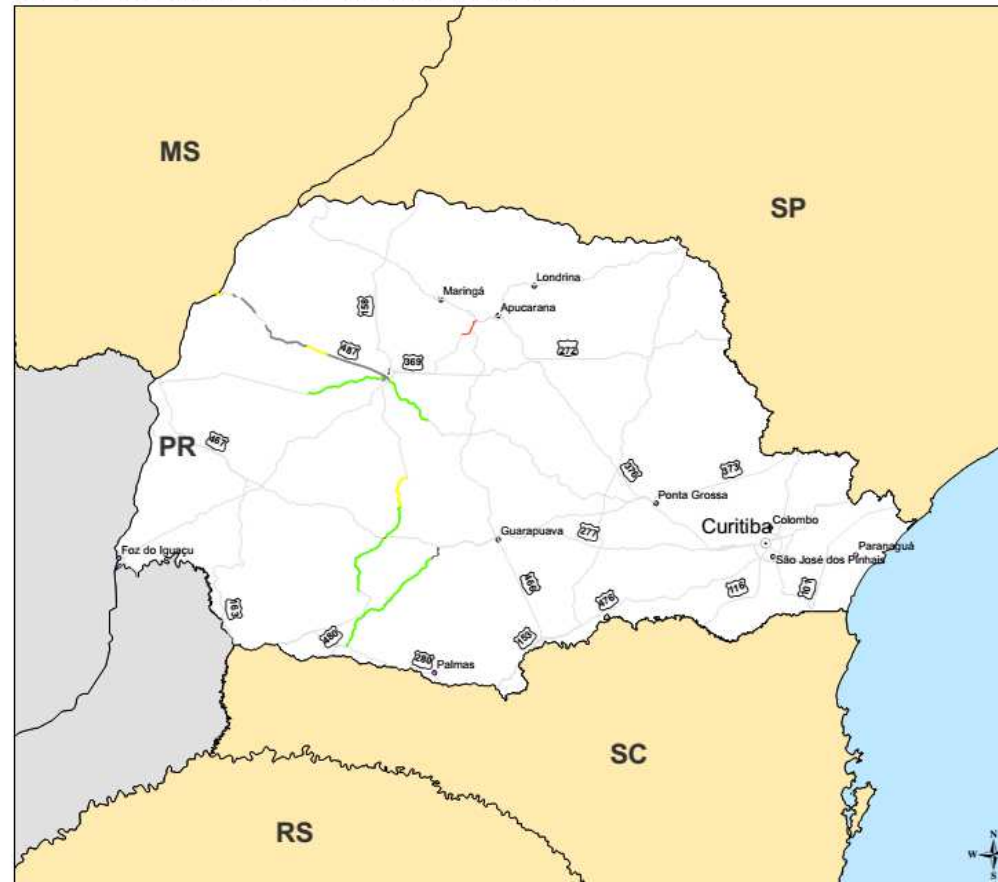 MS
SP
Londrina
Maringá
158
Apucarana
487
369
272
PR
467
376
373
Ponta Grossa
Curitiba
Colombo
Guarapuava
277
Paranaguá
Foz do Iguaçu
São José dos Pinhais
466
116
101
163
476
480
153
280
Palmas
SC
RS
N
W
S